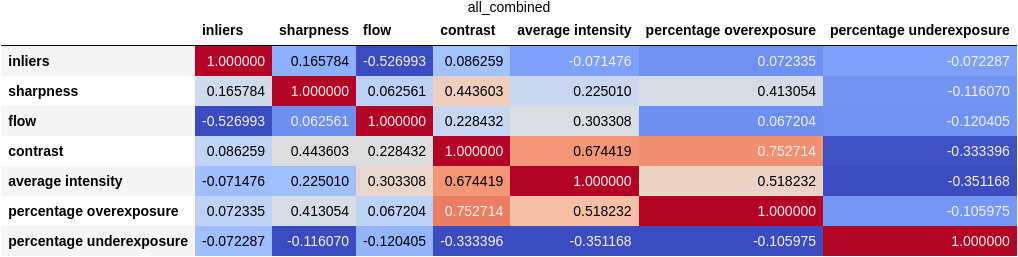 all_combined
inliers sharpness flow contrast average intensity percentage overexposure percentage underexposure
inliers 1.000000 0.165784 -0.526993 0.086259 -0.071476 0.072335 -0.072287
sharpness 0.165784 1.000000 0.062561 0.443603 0.225010 0.413054 -0.116070
flow -0.526993 0.062561 1.000000 0.228432 0.303308 0.067204 -0.120405
contrast 0.086259 0.443603 0.228432 1.000000 0.674419 0.752714 -0.333396
average intensity -0.071476 0.225010 0.303308 0.674419 1.000000 0.518232 -0.351168
percentage overexposure 0.072335 0.413054 0.067204 0.752714 0.518232 1.000000 -0.105975
percentage underexposure -0.072287 -0.116070 -0.120405 -0.333396 -0.351168 -0.105975 1.000000